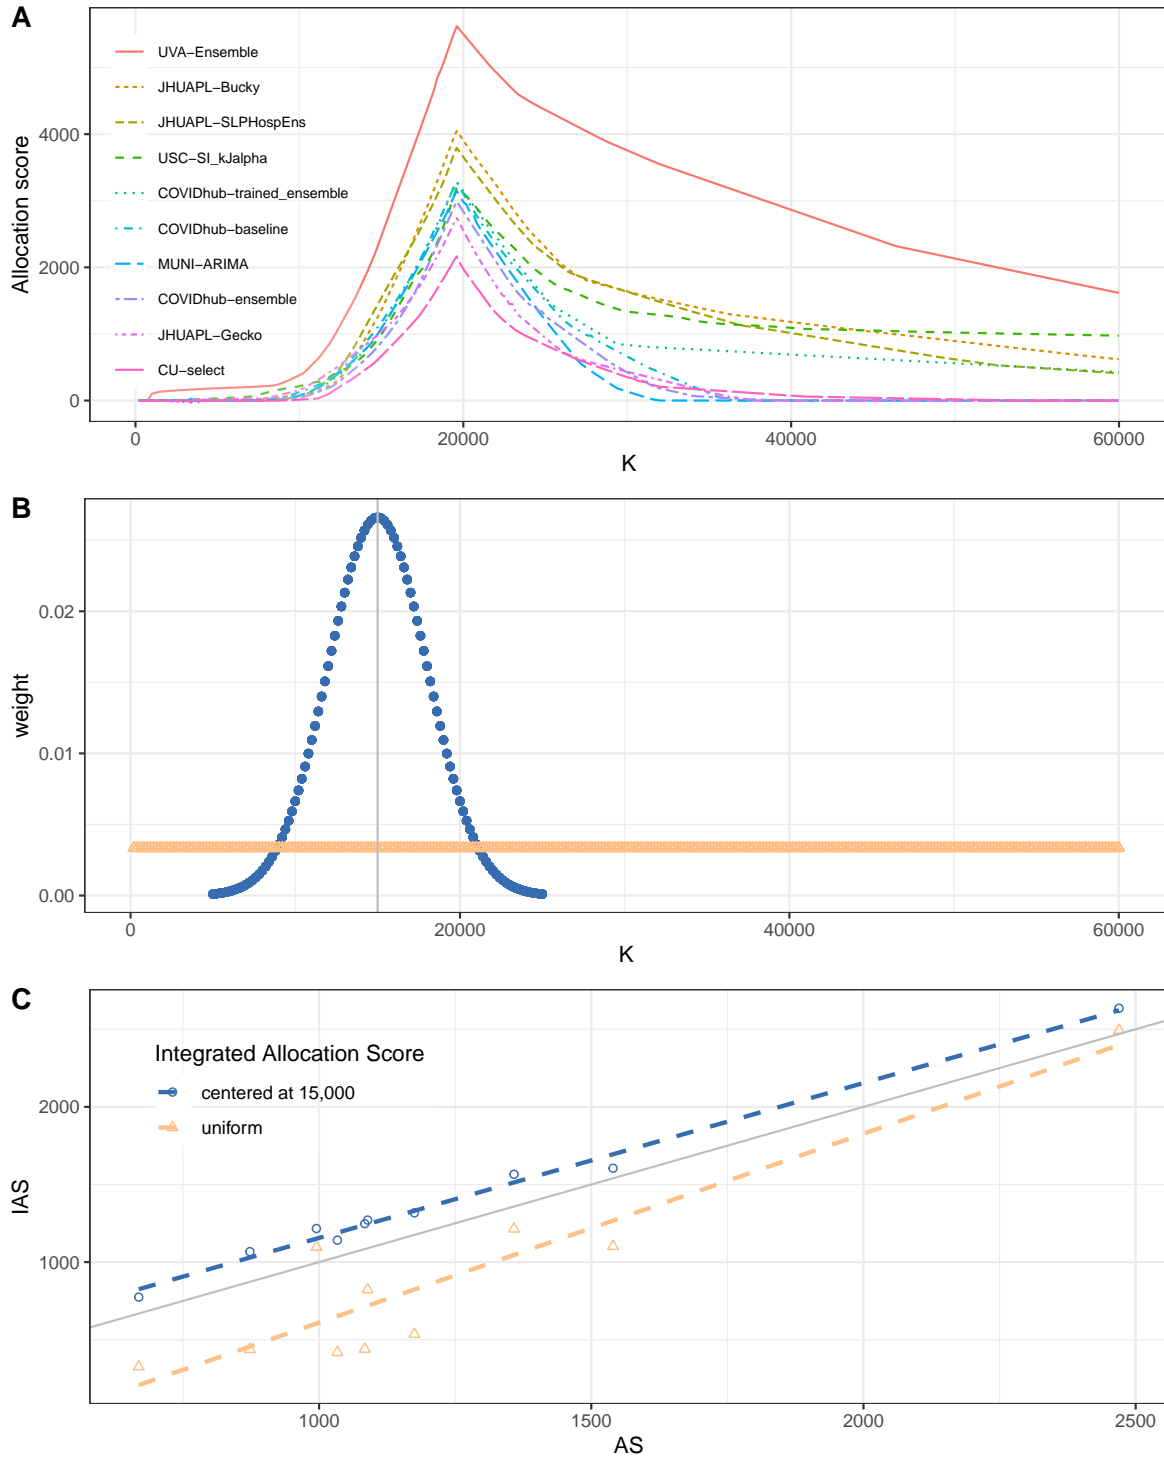 A
Allocation score
4000
2000
0
UVA−Ensemble
JHUAPL−Bucky
JHUAPL−SLPHospEns
USC−SI_kJalpha
COVIDhub−trained_ensemble
COVIDhub−baseline
MUNI−ARIMA
COVIDhub−ensemble
JHUAPL−Gecko
CU−select
0 20000 40000 60000
K
B
weight
0.02
0.01
0.00
0 20000 40000 60000
K
C
IAS
2000
1000
Integrated Allocation Score
centered at 15,000
uniform
1000 1500 2000 2500
AS